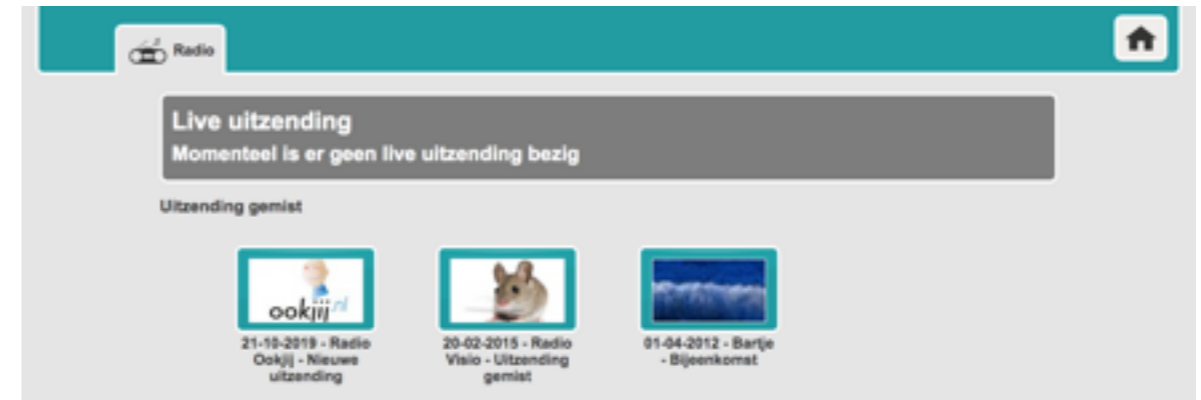 Radio
Live uitzending
Momenteel is er geen live uitzending bezig
Uitzending gemist
ookjij.nl
21-10-2019 - Radio
Ookjij - Nieuwe
uitzending
20-02-2015 - Radio
Visio - Uitzending
gemist
01-04-2012 - Bartje
- Bijeenkomst